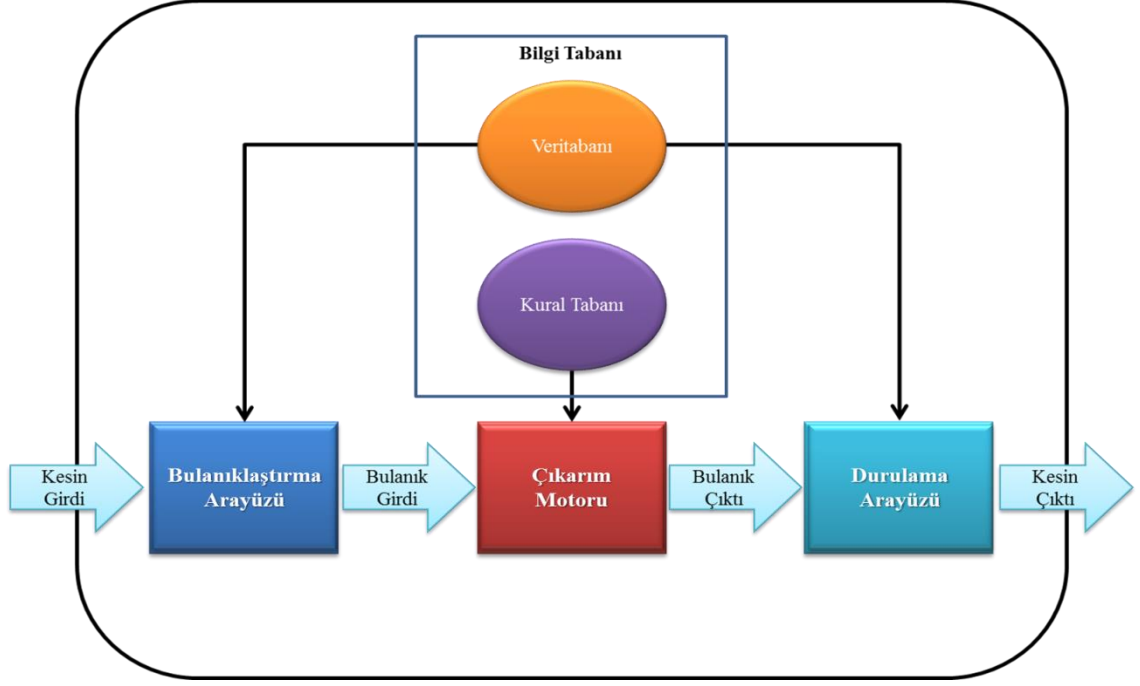 Bilgi Tabanı
Veritabanı
Kural Tabanı
Kesin
Girdi
Bulanıklaştırma
Arayüzü
Bulanık
Girdi
Çıkarım
Motoru
Bulanık
Çıktı
Durulama
Arayüzü
Kesin
Çıktı